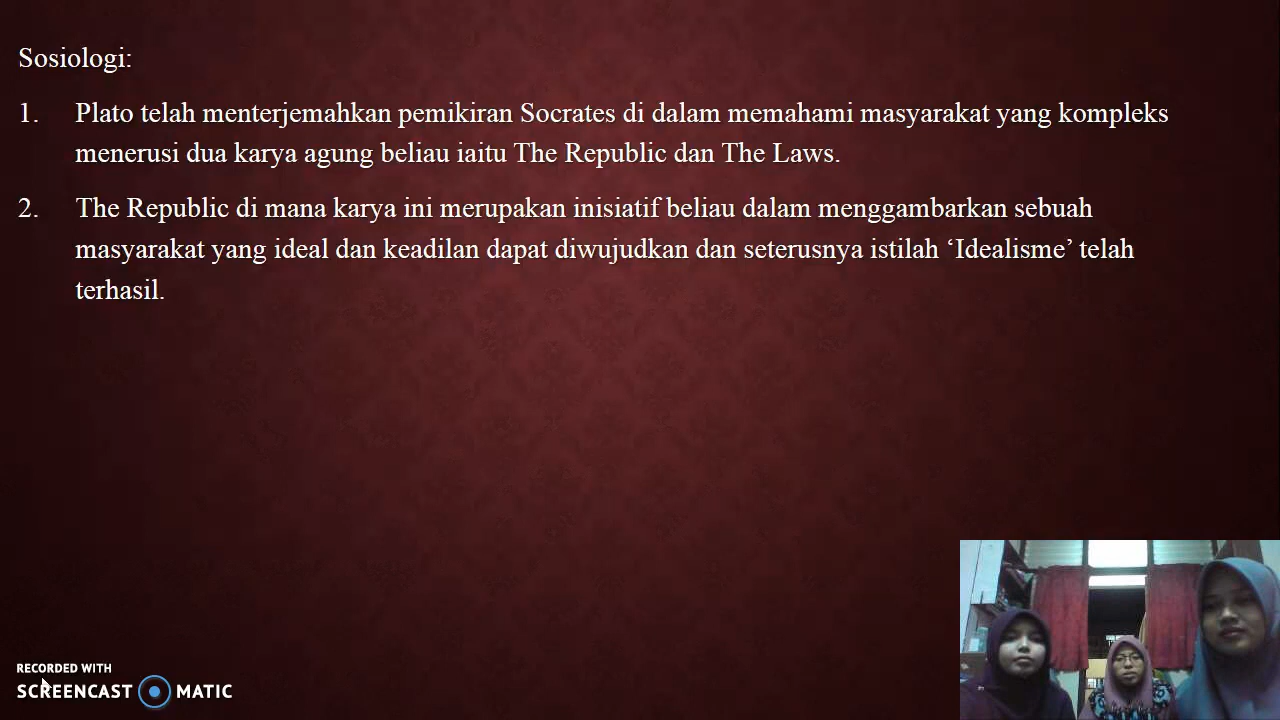 Sosiologi:
1. Plato telah menterjemahkan pemikiran Socrates di dalam memahami masyarakat yang kompleks
menerusi dua karya agung beliau iaitu The Republic dan The Laws.
2. The Republic di mana karya ini merupakan inisiatif beliau dalam menggambarkan sebuah
masyarakat yang ideal dan keadilan dapat diwujudkan dan seterusnya istilah ‘Idealisme’ telah
terhasil.
RECORDED WITH
SCREENCAST MATIC